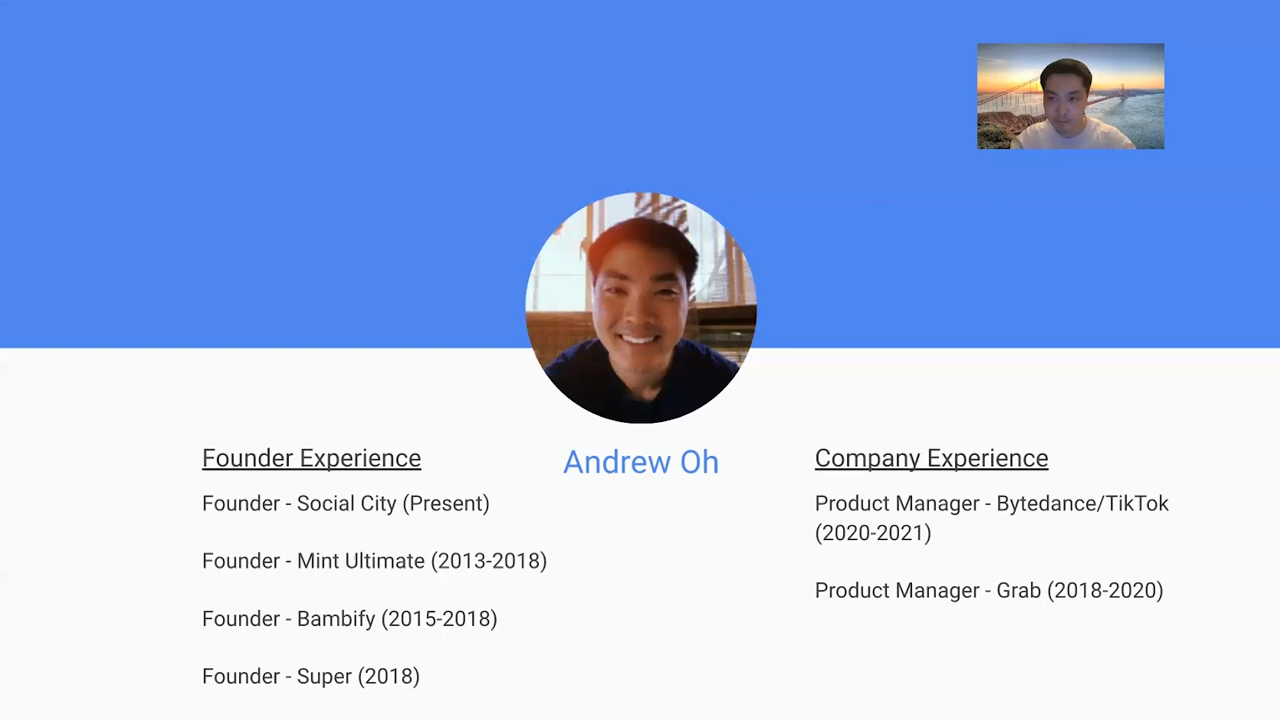 Founder Experience
Founder - Social City (Present)
Founder - Mint Ultimate (2013-2018)
Founder - Bambify (2015-2018)
Founder - Super (2018)
Andrew Oh
Company Experience
Product Manager - Bytedance/TikTok
(2020-2021)
Product Manager - Grab (2018-2020)